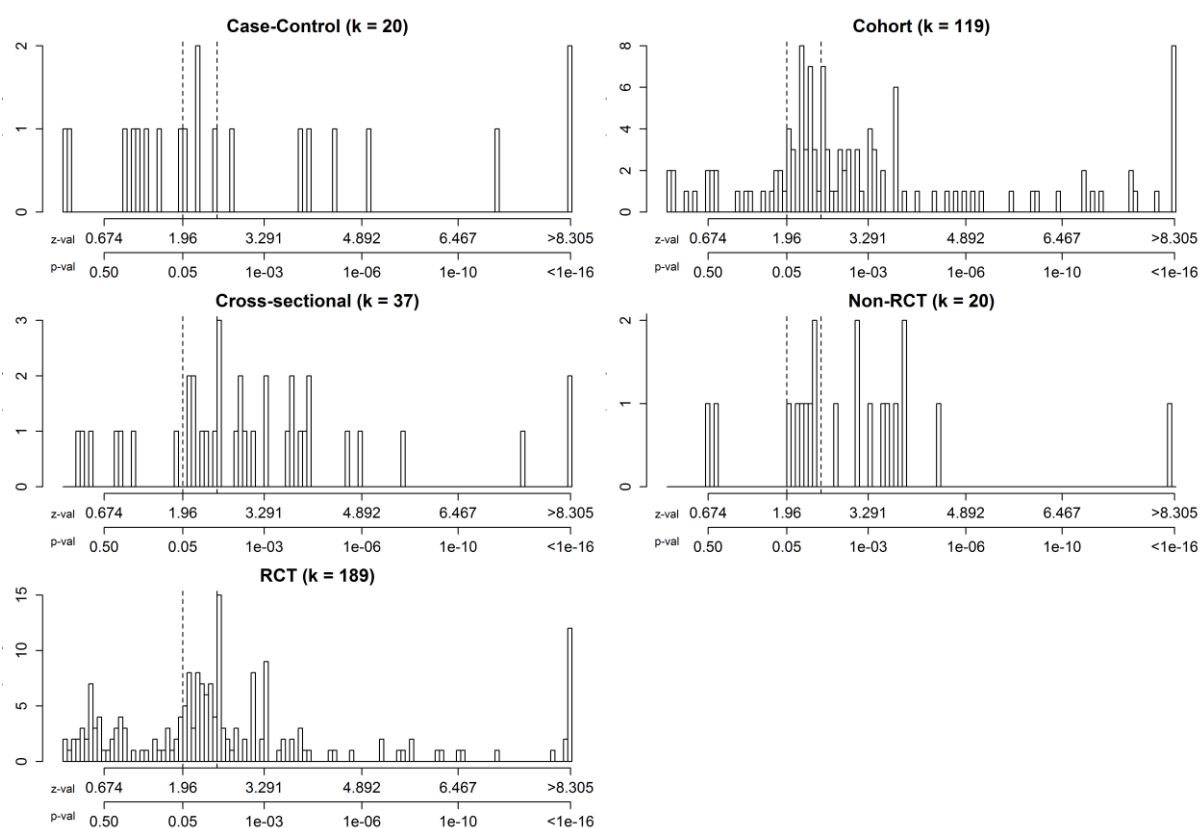 Case-Control (k = 20)
2
1
0
z-val 0.674 1.96 3.291 4.892 6.467 >8.305
p-val 0.50 0.05 1e-03 1e-06 1e-10 <1e-16
Cohort (k = 119)
8
6
4
2
0
z-val 0.674 1.96 3.291 4.892 6.467 >8.305
p-val 0.50 0.05 1e-03 1e-06 1e-10 <1e-16
Cross-sectional (k = 37)
3
2
1
0
z-val 0.674 1.96 3.291 4.892 6.467 >8.305
p-val 0.50 0.05 1e-03 1e-06 1e-10 <1e-16
Non-RCT (k = 20)
2
1
0
z-val 0.674 1.96 3.291 4.892 6.467 >8.305
p-val 0.50 0.05 1e-03 1e-06 1e-10 <1e-16
RCT (k = 189)
15
10
5
0
z-val 0.674 1.96 3.291 4.892 6.467 >8.305
p-val 0.50 0.05 1e-03 1e-06 1e-10 <1e-16